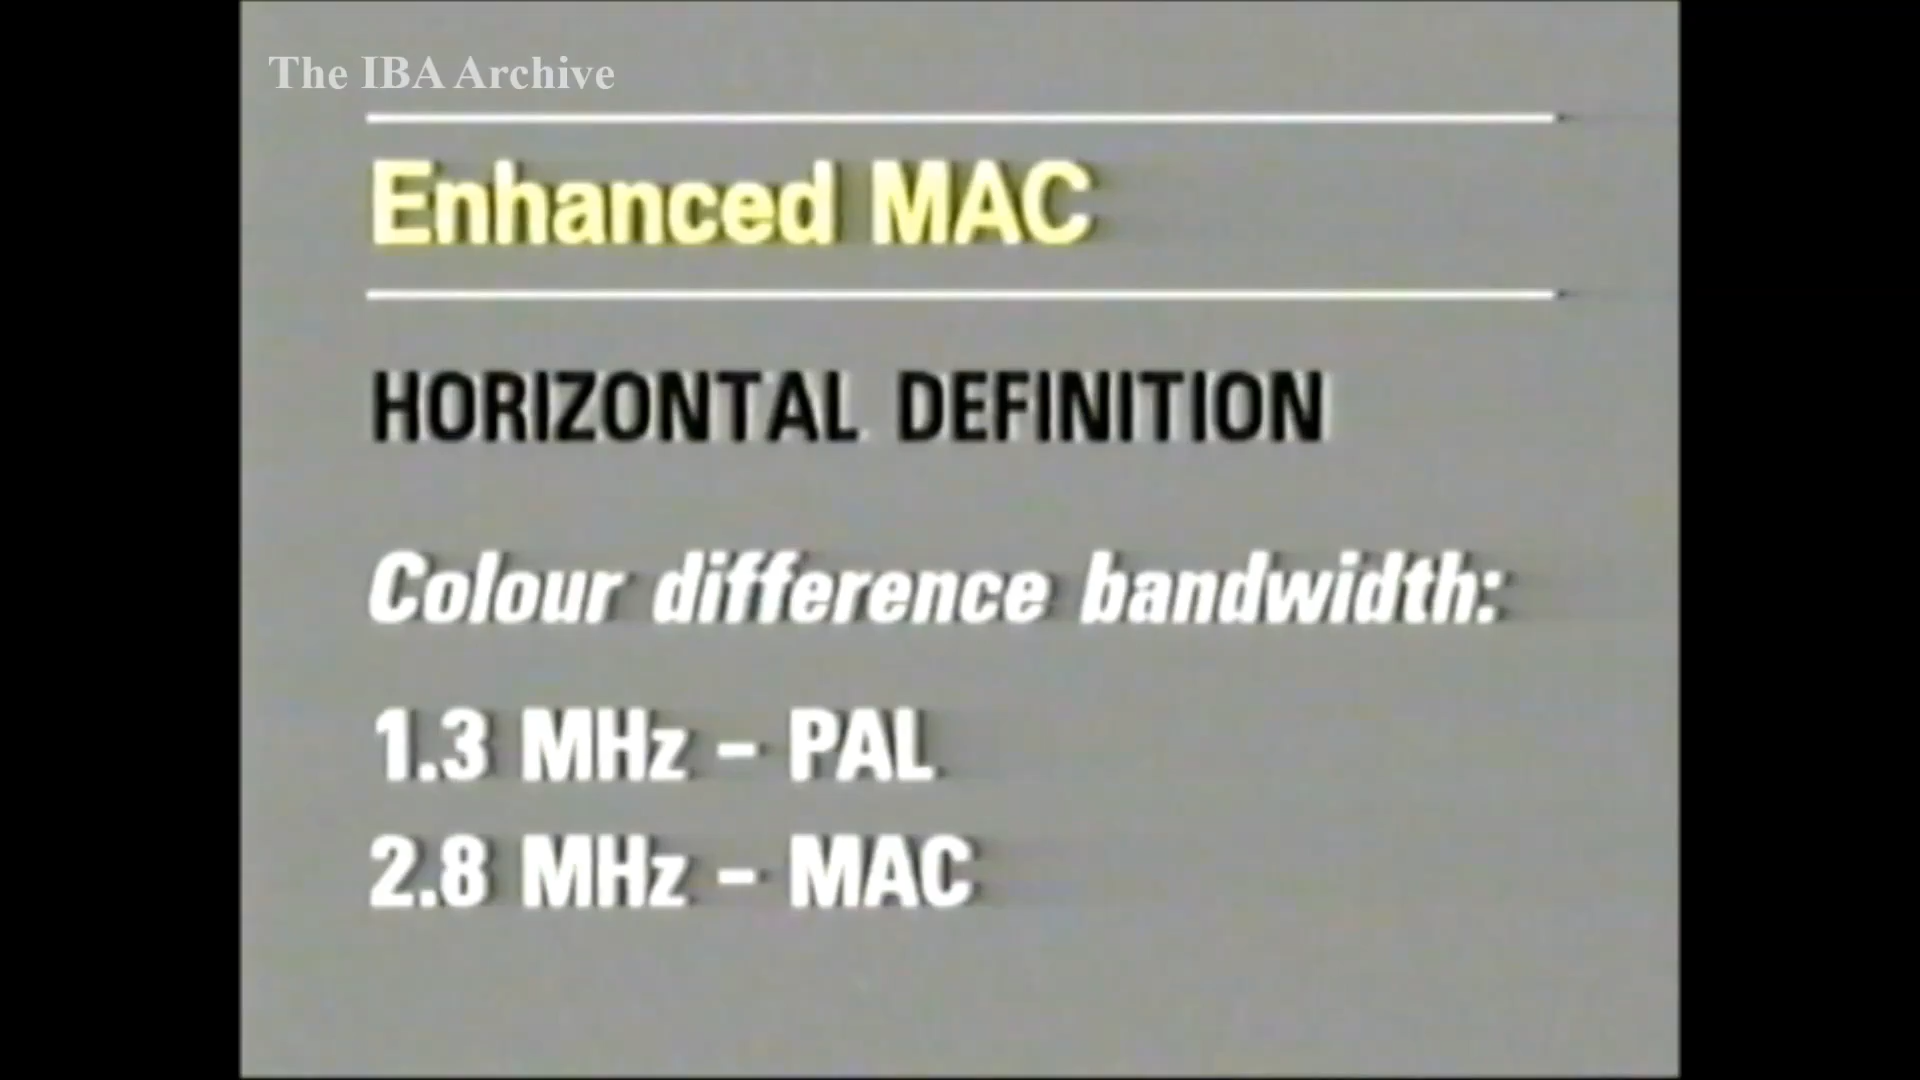 The IBA Archive
Enhanced MAC
HORIZONTAL DEFINITION
Colour difference bandwidth:
1.3 MHz – PAL
2.8 MHz – MAC